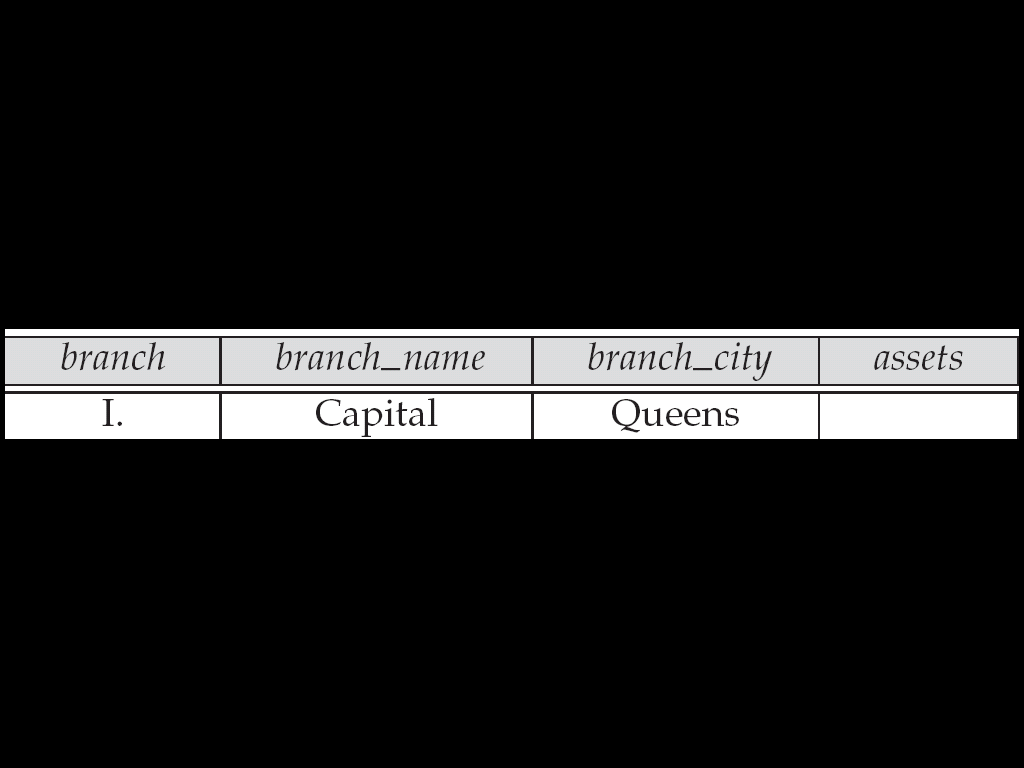 branch branch_name branch_city assets
I. Capital Queens